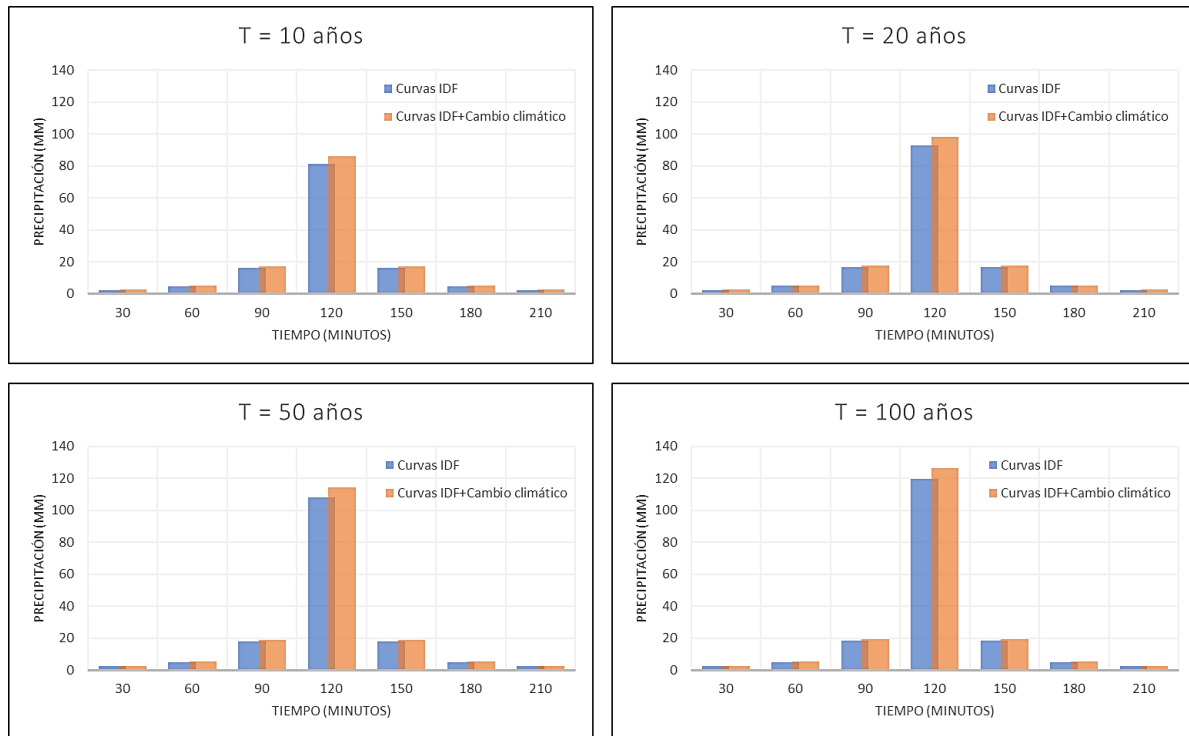 T = 10 años
140
120
100
80
60
40
20
0
PRECIPITACIÓN (MM)
Curvas IDF
Curvas IDF+Cambio climático
30 60 90 120 150 180 210
TIEMPO (MINUTOS)
T = 20 años
140
120
100
80
60
40
20
0
PRECIPITACIÓN (MM)
Curvas IDF
Curvas IDF+Cambio climático
30 60 90 120 150 180 210
TIEMPO (MINUTOS)
T = 50 años
140
120
100
80
60
40
20
0
PRECIPITACIÓN (MM)
Curvas IDF
Curvas IDF+Cambio climático
30 60 90 120 150 180 210
TIEMPO (MINUTOS)
T = 100 años
140
120
100
80
60
40
20
0
PRECIPITACIÓN (MM)
Curvas IDF
Curvas IDF+Cambio climático
30 60 90 120 150 180 210
TIEMPO (MINUTOS)